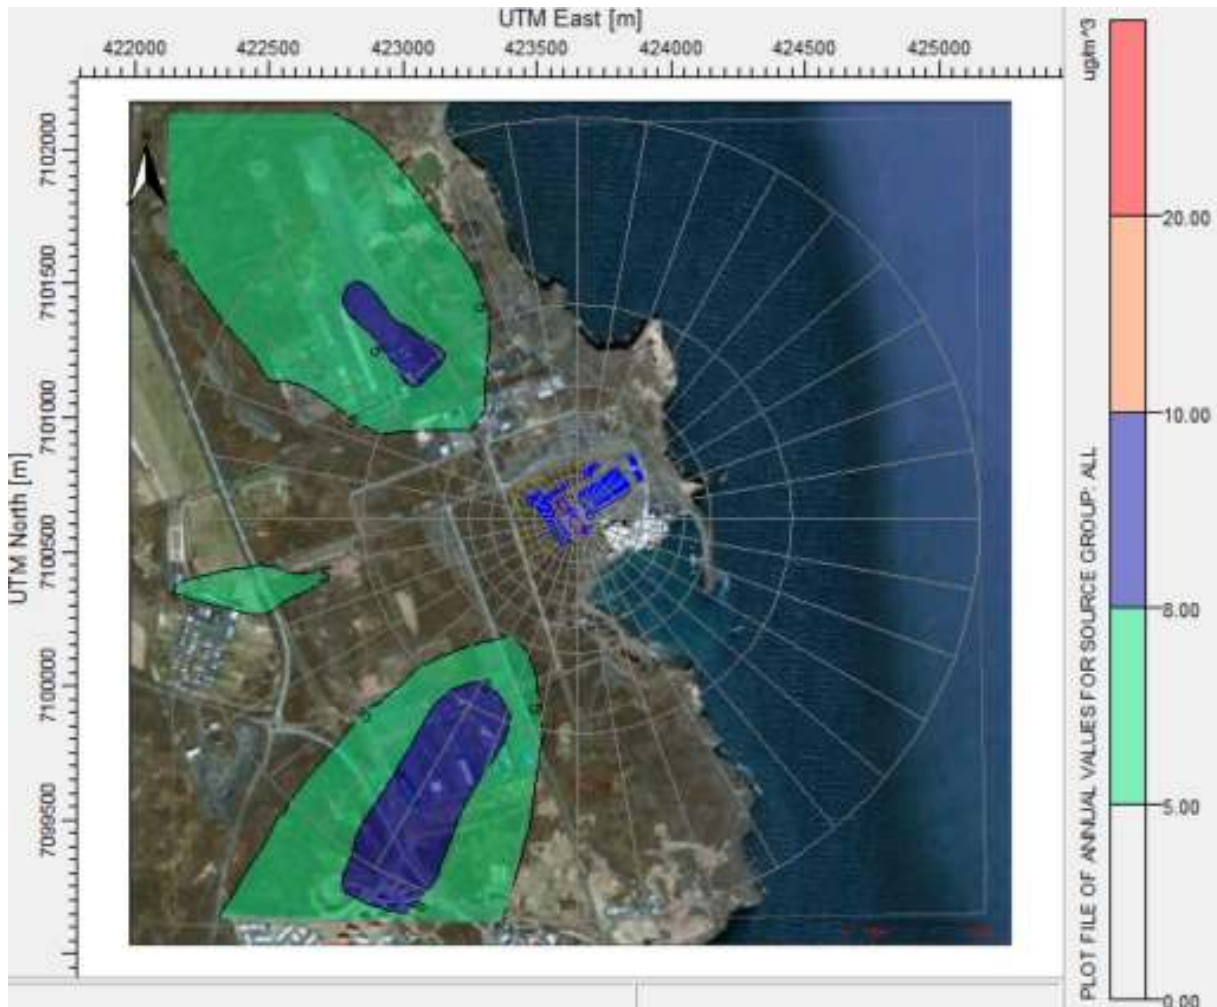 UTM East [m]
422000 422500 423000 423500 424000 424500 425000
ug/m^3
7102000
7101500
7101000
7100500
7100000
7099500
UTM North [m]
20.00
10.00
8.00
5.00
0.00
PLOT FILE OF ANNUAL VALUES FOR SOURCE GROUP: ALL